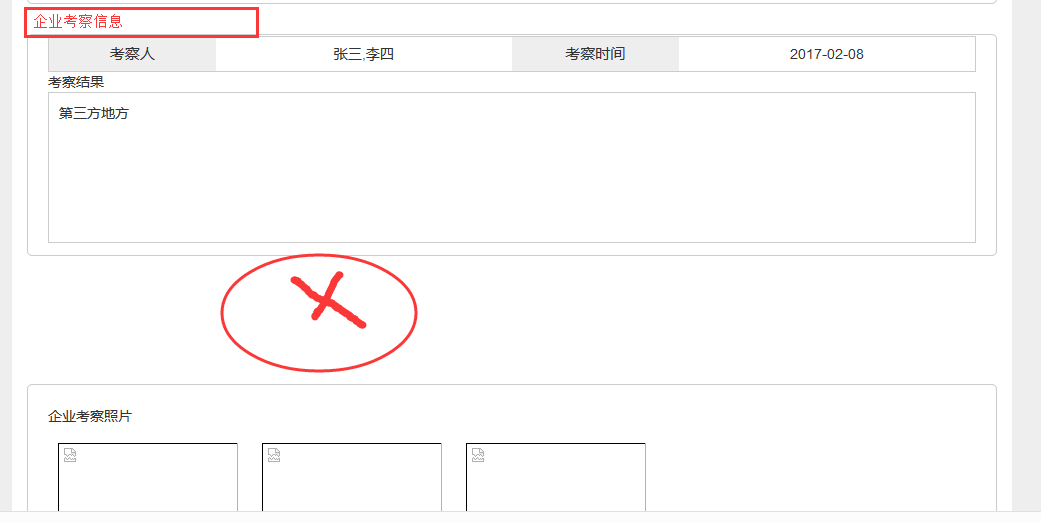 企业考察信息
考察人 张三,李四 考察时间 2017-02-08
考察结果
第三方地方
企业考察照片